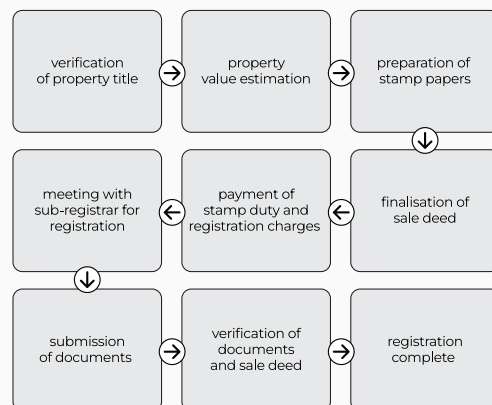 verification
of property title
property
value estimation
preparation of
stamp papers
finalisation of
sale deed
payment of
stamp duty and
registration charges
meeting with
sub-registrar for
registration
submission
of documents
verification of
documents
and sale deed
registration
complete